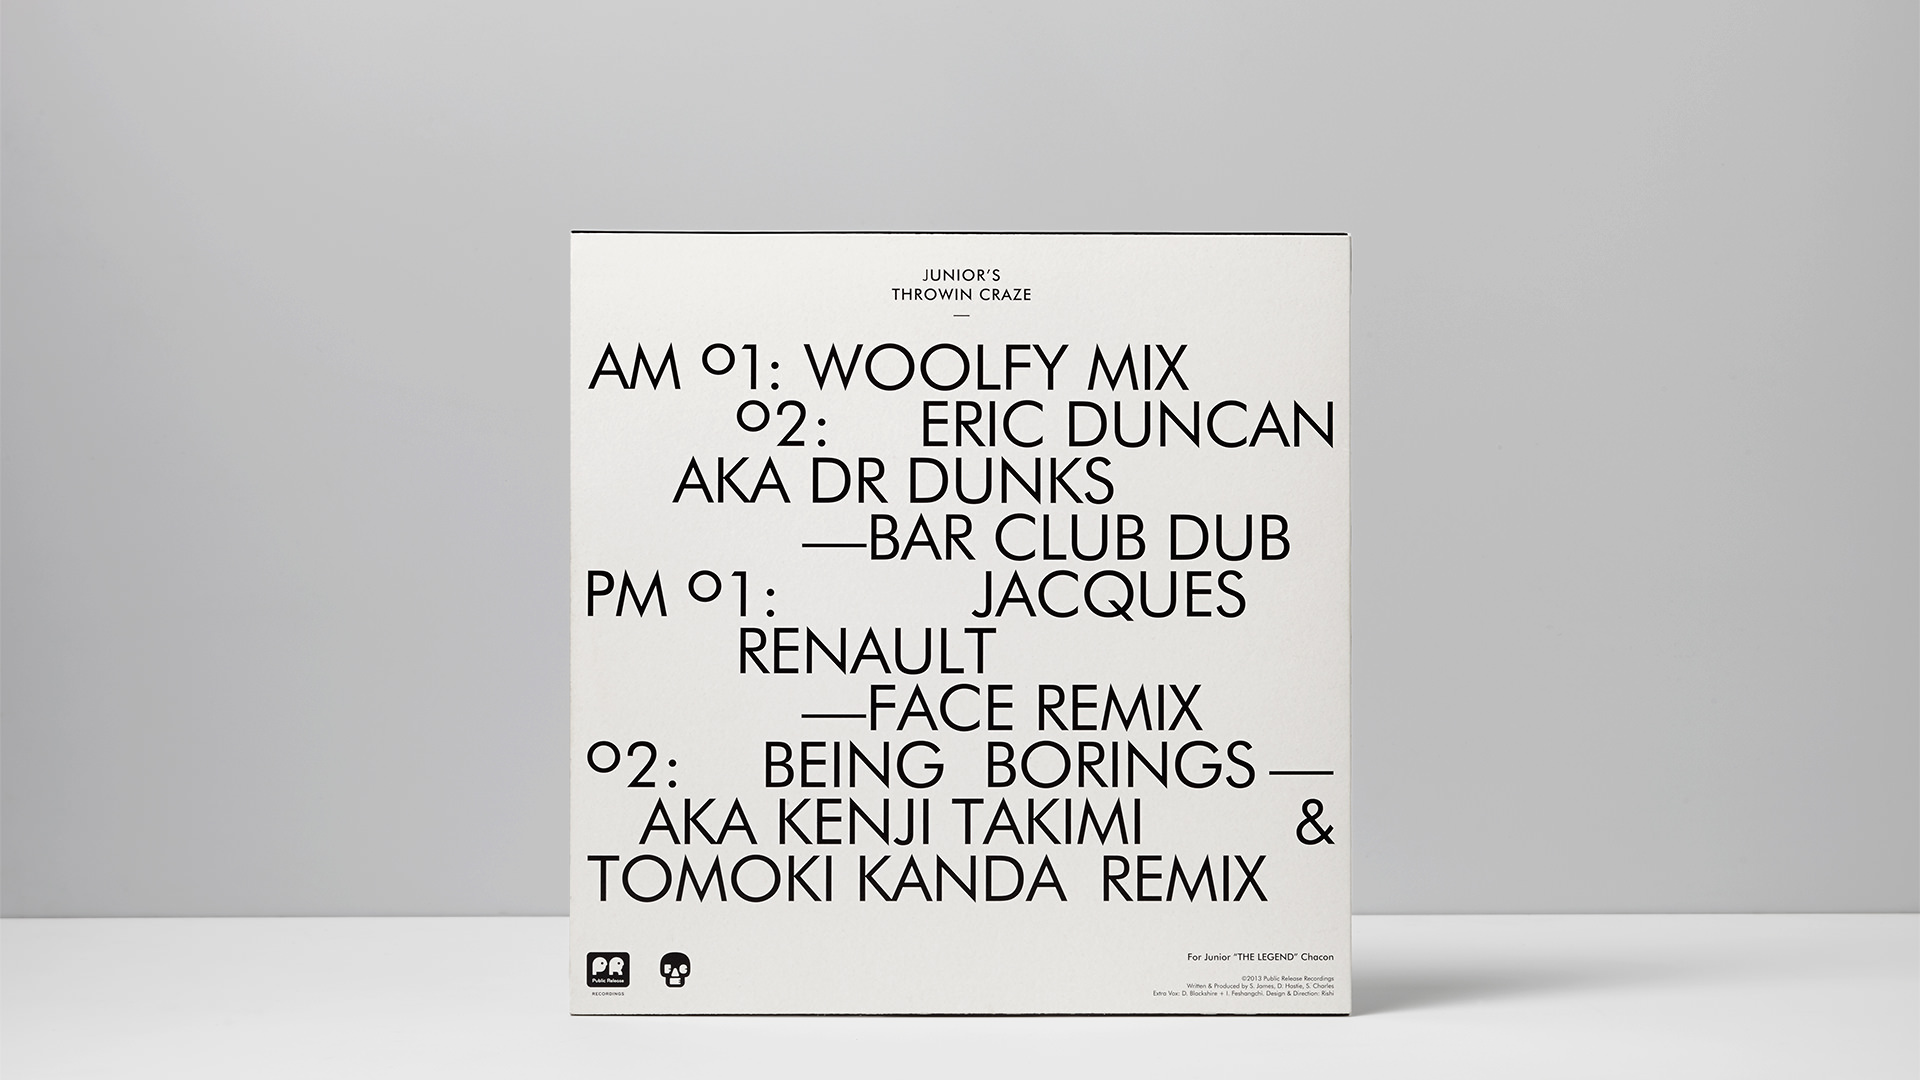 JUNIOR'S
THROWIN CRAZE
—
AM 01: WOOLFY MIX
02: ERIC DUNCAN
AKA DR DUNKS
—BAR CLUB DUB
PM 01: JACQUES
RENAULT
—FACE REMIX
02: BEING BORINGS —
AKA KENJI TAKIMI &
TOMOKI KANDA REMIX
PR
Public Release
RECORDINGS
For Junior "THE LEGEND" Chacon
©2013 Public Release Recordings
Written & Produced by S. James, D. Hastie, S. Charles
Extra Vox: D. Blackshire + I. Feshangchi. Design & Direction: Rishi